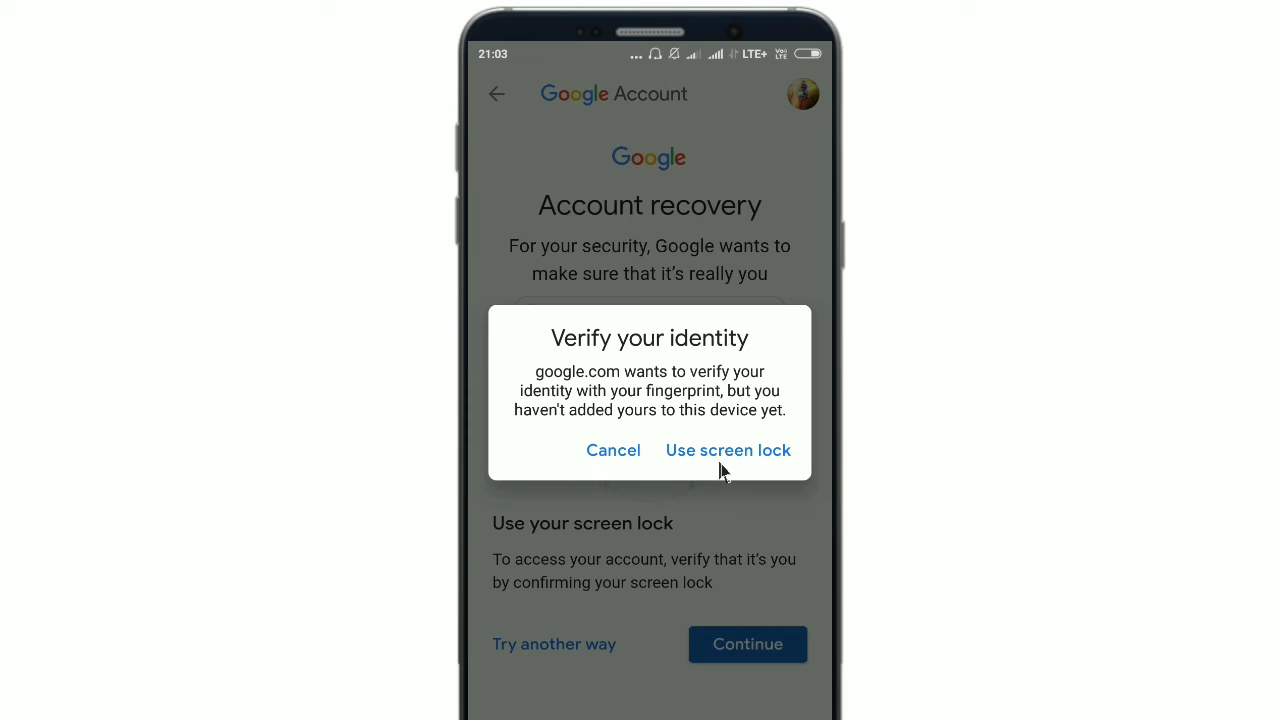 21:03
... LTE+ Vo LTE
Google Account
Google
Account recovery
For your security, Google wants to
make sure that it's really you
Verify your identity
google.com wants to verify your
identity with your fingerprint, but you
haven't added yours to this device yet.
Cancel Use screen lock
Use your screen lock
To access your account, verify that it's you
by confirming your screen lock
Try another way Continue